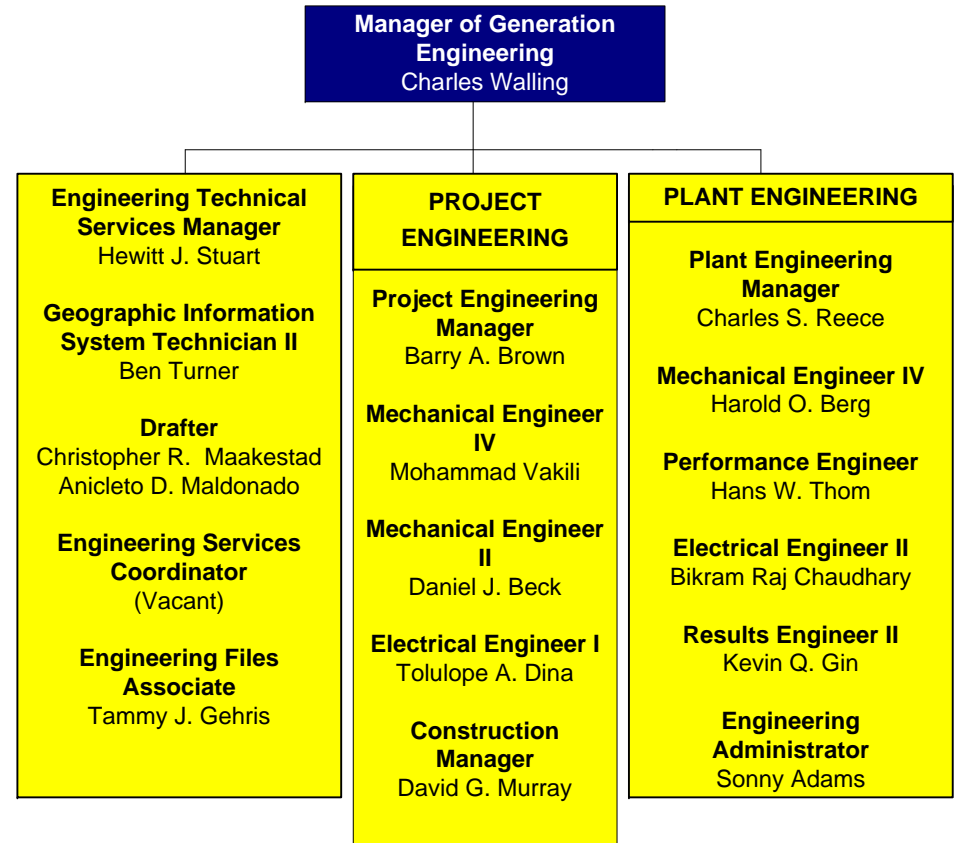 Manager of Generation
Engineering
Charles Walling
Engineering Technical
Services Manager
Hewitt J. Stuart
Geographic Information
System Technician II
Ben Turner
Drafter
Christopher R.  Maakestad
Anicleto D. Maldonado
Engineering Services
Coordinator
(Vacant)
Engineering Files
Associate
Tammy J. Gehris
PROJECT
ENGINEERING
Project Engineering
Manager
Barry A. Brown
Mechanical Engineer
IV
Mohammad Vakili
Mechanical Engineer
II
Daniel J. Beck
Electrical Engineer I
Tolulope A. Dina
Construction
Manager
David G. Murray
PLANT ENGINEERING
Plant Engineering
Manager
Charles S. Reece
Mechanical Engineer IV
Harold O. Berg
Performance Engineer
Hans W. Thom
Electrical Engineer II
Bikram Raj Chaudhary
Results Engineer II
Kevin Q. Gin
Engineering
Administrator
Sonny Adams